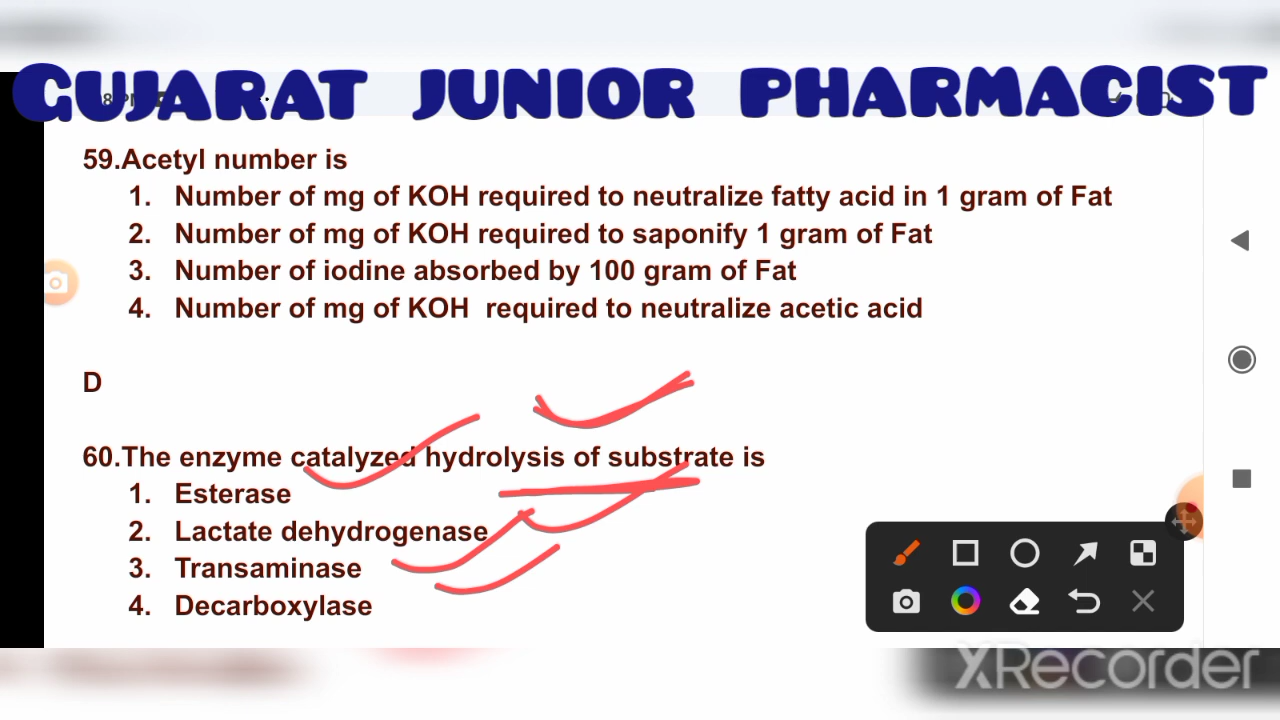 GUJARAT JUNIOR PHARMACIST
59.Acetyl number is
1. Number of mg of KOH required to neutralize fatty acid in 1 gram of Fat
2. Number of mg of KOH required to saponify 1 gram of Fat
3. Number of iodine absorbed by 100 gram of Fat
4. Number of mg of KOH required to neutralize acetic acid
D
60.The enzyme catalyzed hydrolysis of substrate is
1. Esterase
2. Lactate dehydrogenase
3. Transaminase
4. Decarboxylase
XRecorder